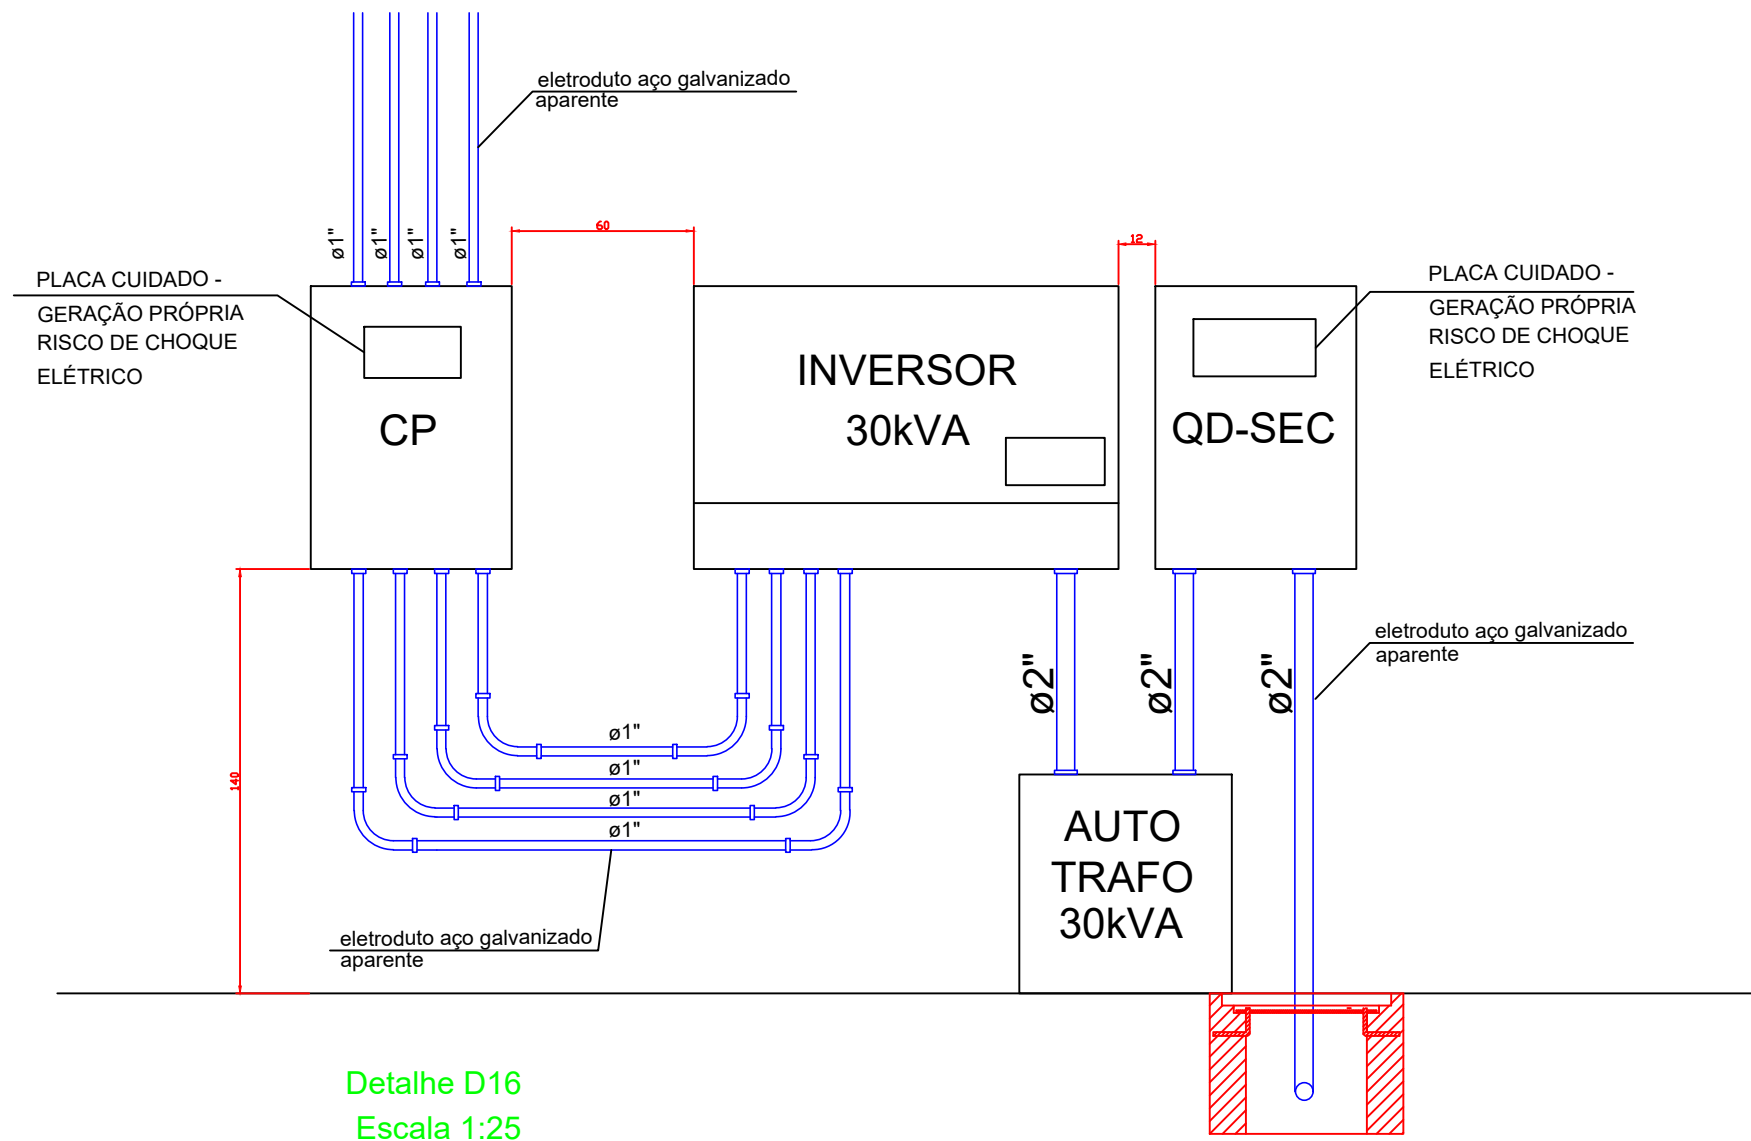 eletroduto aço galvanizado
aparente
ø1"
ø1"
ø1"
ø1"
60
12
PLACA CUIDADO -
GERAÇÃO PRÓPRIA
RISCO DE CHOQUE
ELÉTRICO
PLACA CUIDADO -
GERAÇÃO PRÓPRIA
RISCO DE CHOQUE
ELÉTRICO
CP
INVERSOR
30kVA
QD-SEC
eletroduto aço galvanizado
aparente
ø2"
ø2"
ø2"
ø1"
ø1"
ø1"
ø1"
140
AUTO
TRAFO
30kVA
eletroduto aço galvanizado
aparente
Detalhe D16
Escala 1:25